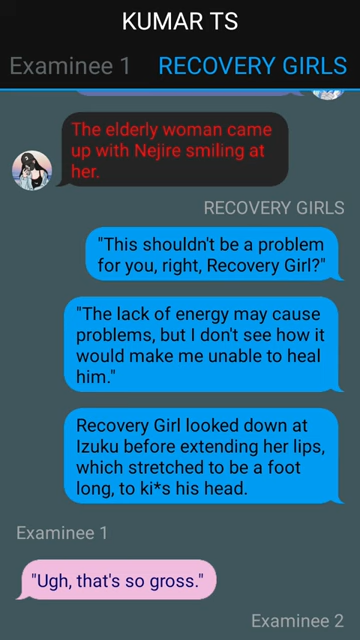 KUMAR TS
Examinee 1 RECOVERY GIRLS
The elderly woman came
up with Nejire smiling at
her.
RECOVERY GIRLS
"This shouldn't be a problem
for you, right, Recovery Girl?"
"The lack of energy may cause
problems, but I don't see how it
would make me unable to heal
him."
Recovery Girl looked down at
Izuku before extending her lips,
which stretched to be a foot
long, to ki*s his head.
Examinee 1
"Ugh, that's so gross."
Examinee 2